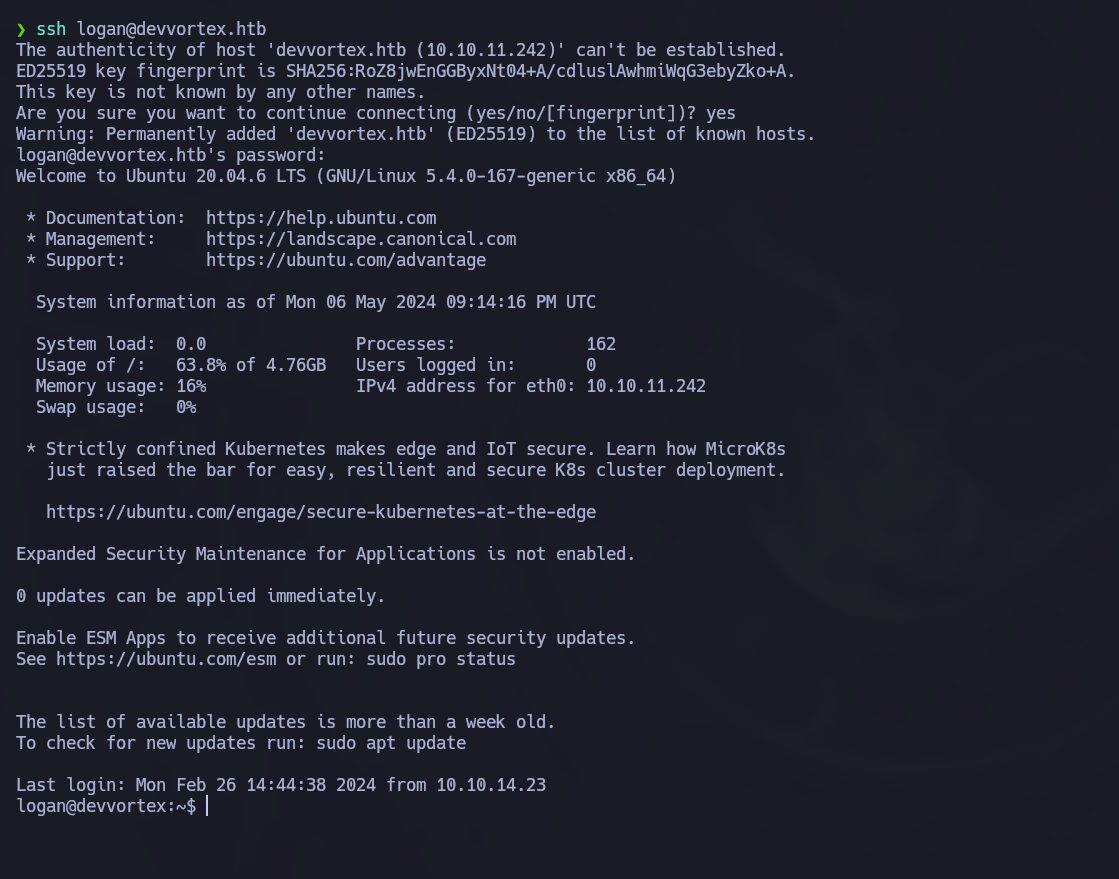 ❯ ssh logan@devvortex.htb
The authenticity of host 'devvortex.htb (10.10.11.242)' can't be established.
ED25519 key fingerprint is SHA256:RoZ8jwEnGGByxNt04+A/cdluslAwhmiWqG3ebyZko+A.
This key is not known by any other names.
Are you sure you want to continue connecting (yes/no/[fingerprint])? yes
Warning: Permanently added 'devvortex.htb' (ED25519) to the list of known hosts.
logan@devvortex.htb's password:
Welcome to Ubuntu 20.04.6 LTS (GNU/Linux 5.4.0-167-generic x86_64)
* Documentation:  https://help.ubuntu.com
* Management:     https://landscape.canonical.com
* Support:        https://ubuntu.com/advantage
System information as of Mon 06 May 2024 09:14:16 PM UTC
System load:  0.0               Processes:             162
Usage of /:   63.8% of 4.76GB   Users logged in:       0
Memory usage: 16%               IPv4 address for eth0: 10.10.11.242
Swap usage:   0%
* Strictly confined Kubernetes makes edge and IoT secure. Learn how MicroK8s
just raised the bar for easy, resilient and secure K8s cluster deployment.
https://ubuntu.com/engage/secure-kubernetes-at-the-edge
Expanded Security Maintenance for Applications is not enabled.
0 updates can be applied immediately.
Enable ESM Apps to receive additional future security updates.
See https://ubuntu.com/esm or run: sudo pro status
The list of available updates is more than a week old.
To check for new updates run: sudo apt update
Last login: Mon Feb 26 14:44:38 2024 from 10.10.14.23
logan@devvortex:~$